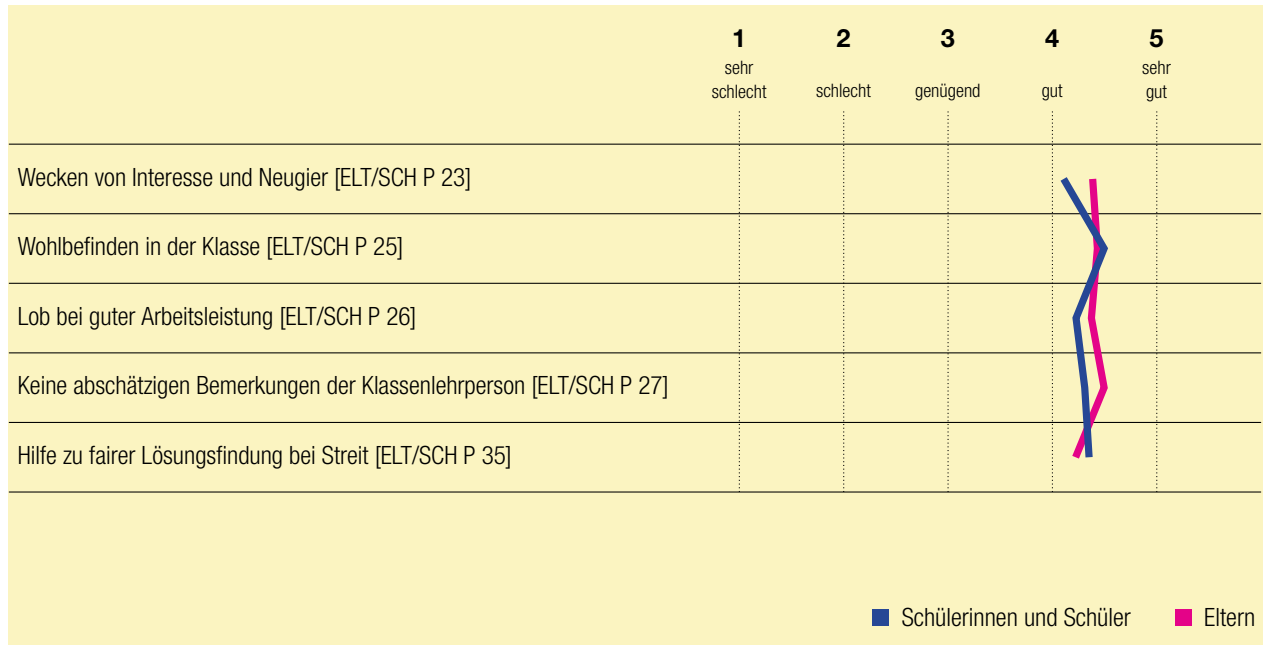 1 2 3 4 5
sehr schlecht schlecht genügend gut sehr gut
Wecken von Interesse und Neugier [ELT/SCH P 23]
Wohlbefinden in der Klasse [ELT/SCH P 25]
Lob bei guter Arbeitsleistung [ELT/SCH P 26]
Keine abschätzigen Bemerkungen der Klassenlehrperson [ELT/SCH P 27]
Hilfe zu fairer Lösungsfindung bei Streit [ELT/SCH P 35]
Schülerinnen und Schüler Eltern